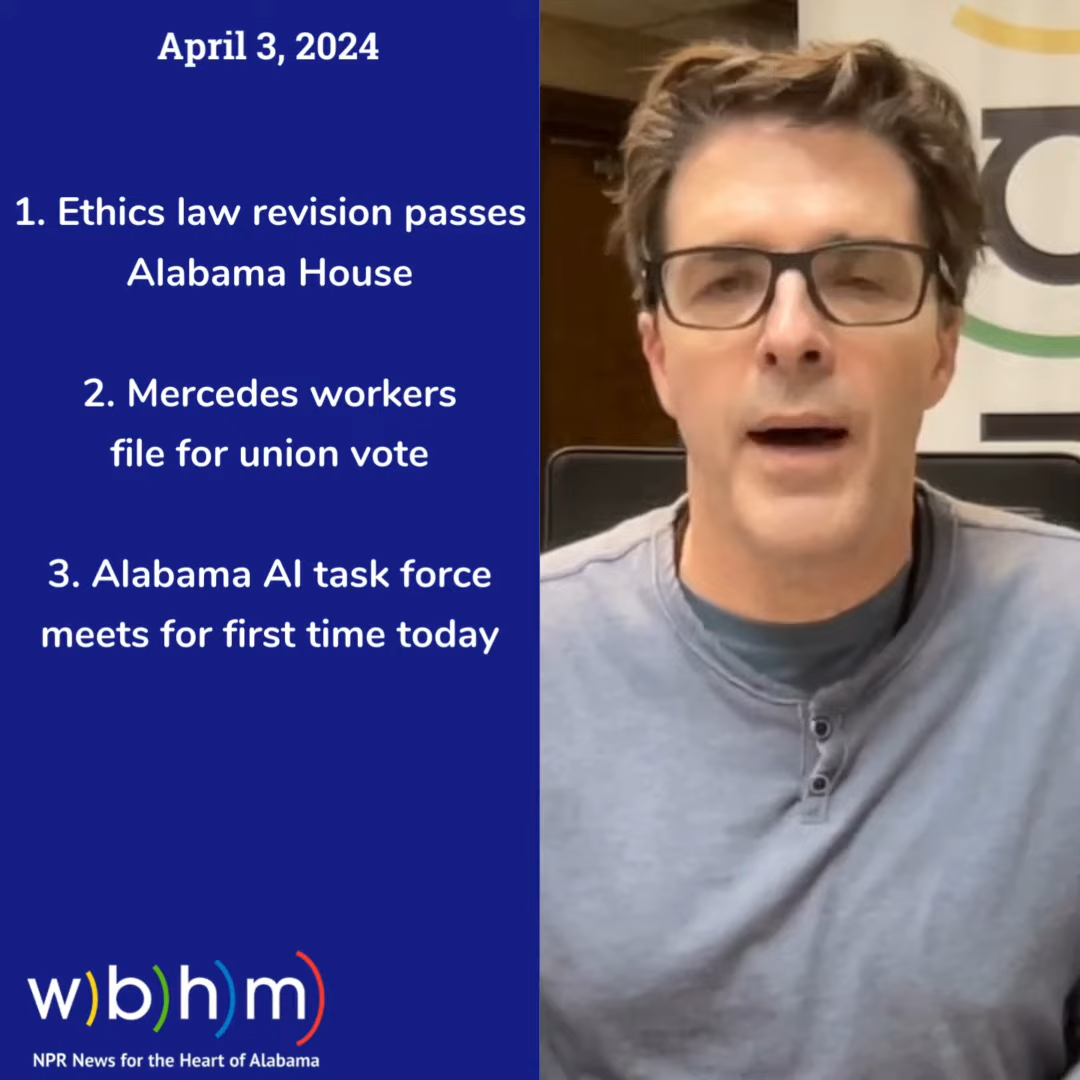 April 3, 2024
1. Ethics law revision passes
Alabama House
2. Mercedes workers
file for union vote
3. Alabama AI task force
meets for first time today
w)b)h)m)
NPR News for the Heart of Alabama